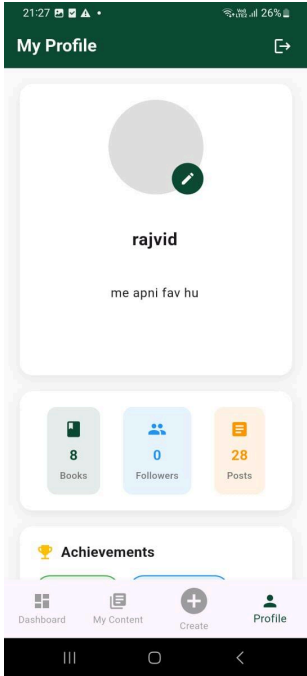 21:27 26%
My Profile
rajvid
me apni fav hu
8 0 28
Books Followers Posts
Achievements
Dashboard My Content Create Profile